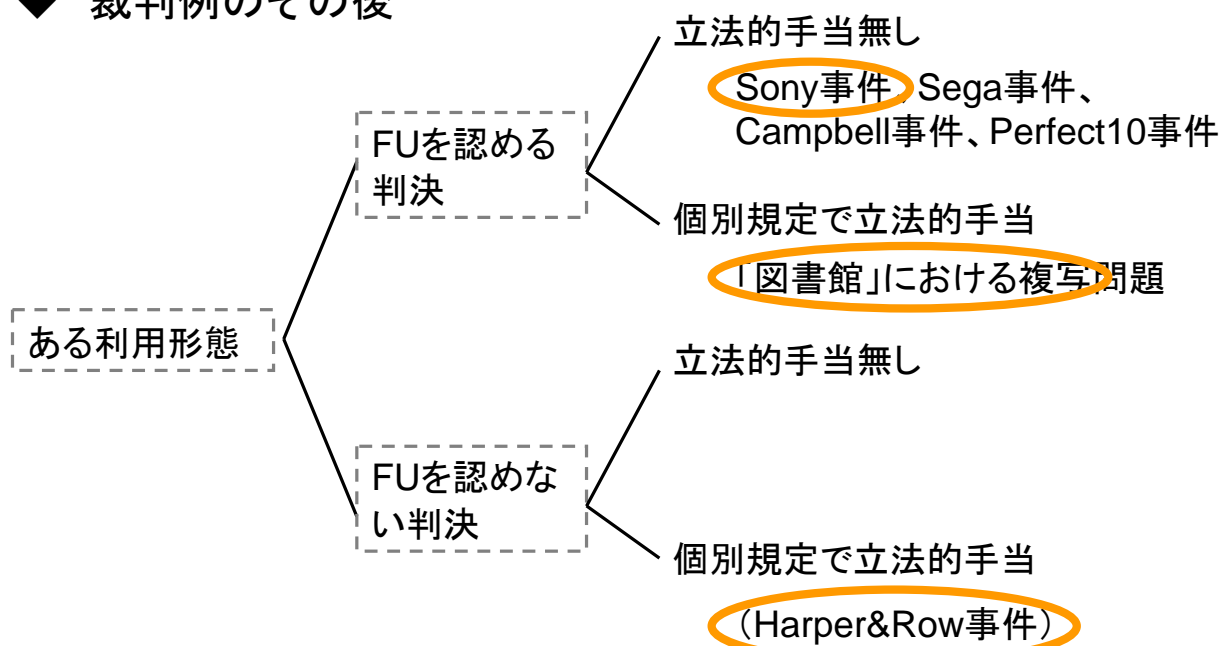 ◆ 裁判例のその後
立法的手当無し
Sony事件、Sega事件、
Campbell事件、Perfect10事件
FUを認める
判決
個別規定で立法的手当
「図書館」における複写問題
ある利用形態
立法的手当無し
FUを認めな
い判決
個別規定で立法的手当
（Harper&Row事件）